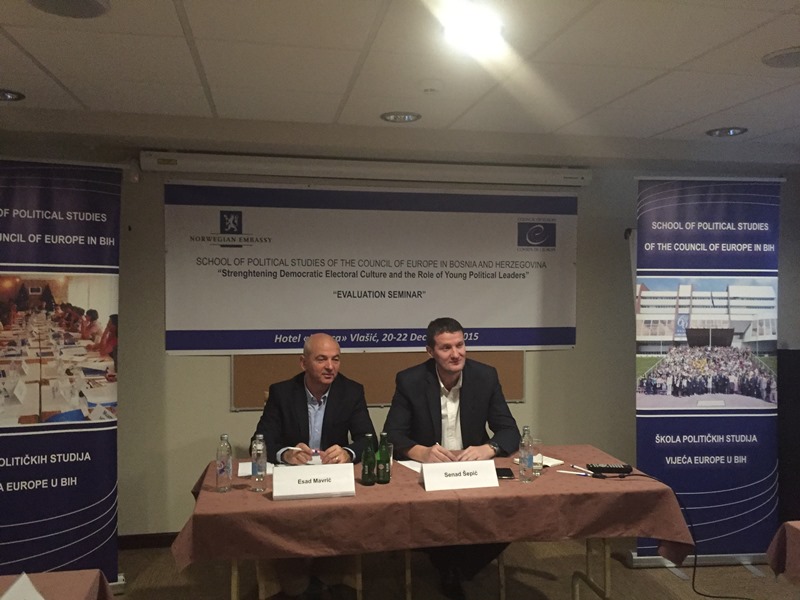 OF POLITICAL STUDIES
COUNCIL OF EUROPE IN BIH
POLITIČKIH STUDIJA
EUROPE U BIH
NORWEGIAN EMBASSY
SCHOOL OF POLITICAL STUDIES OF THE COUNCIL OF EUROPE IN BOSNIA AND HERZEGOVINA
"Strenghtening Democratic Electoral Culture and the Role of Young Political Leaders"
"EVALUATION SEMINAR"
Hotel Vlašić, 20-22 Dec 2015
Esad Mavrić
Senad Šepić
SCHOOL OF POLITICAL STUDIES
OF THE COUNCIL OF EUROPE IN BIH
ŠKOLA POLITIČKIH STUDIJA
VIJEĆA EUROPE U BIH